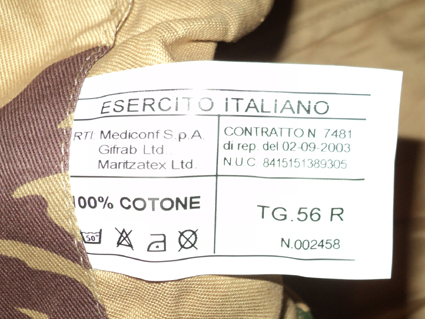 ESERCITO ITALIANO
RTI. Mediconf S.p.A.
Gifrab Ltd
Maritzatex Ltd.
CONTRATTO N. 7481
di rep. del 02-09-2003
N.U.C. 8415151389305
100% COTONE
50°
TG.56 R
N.002458